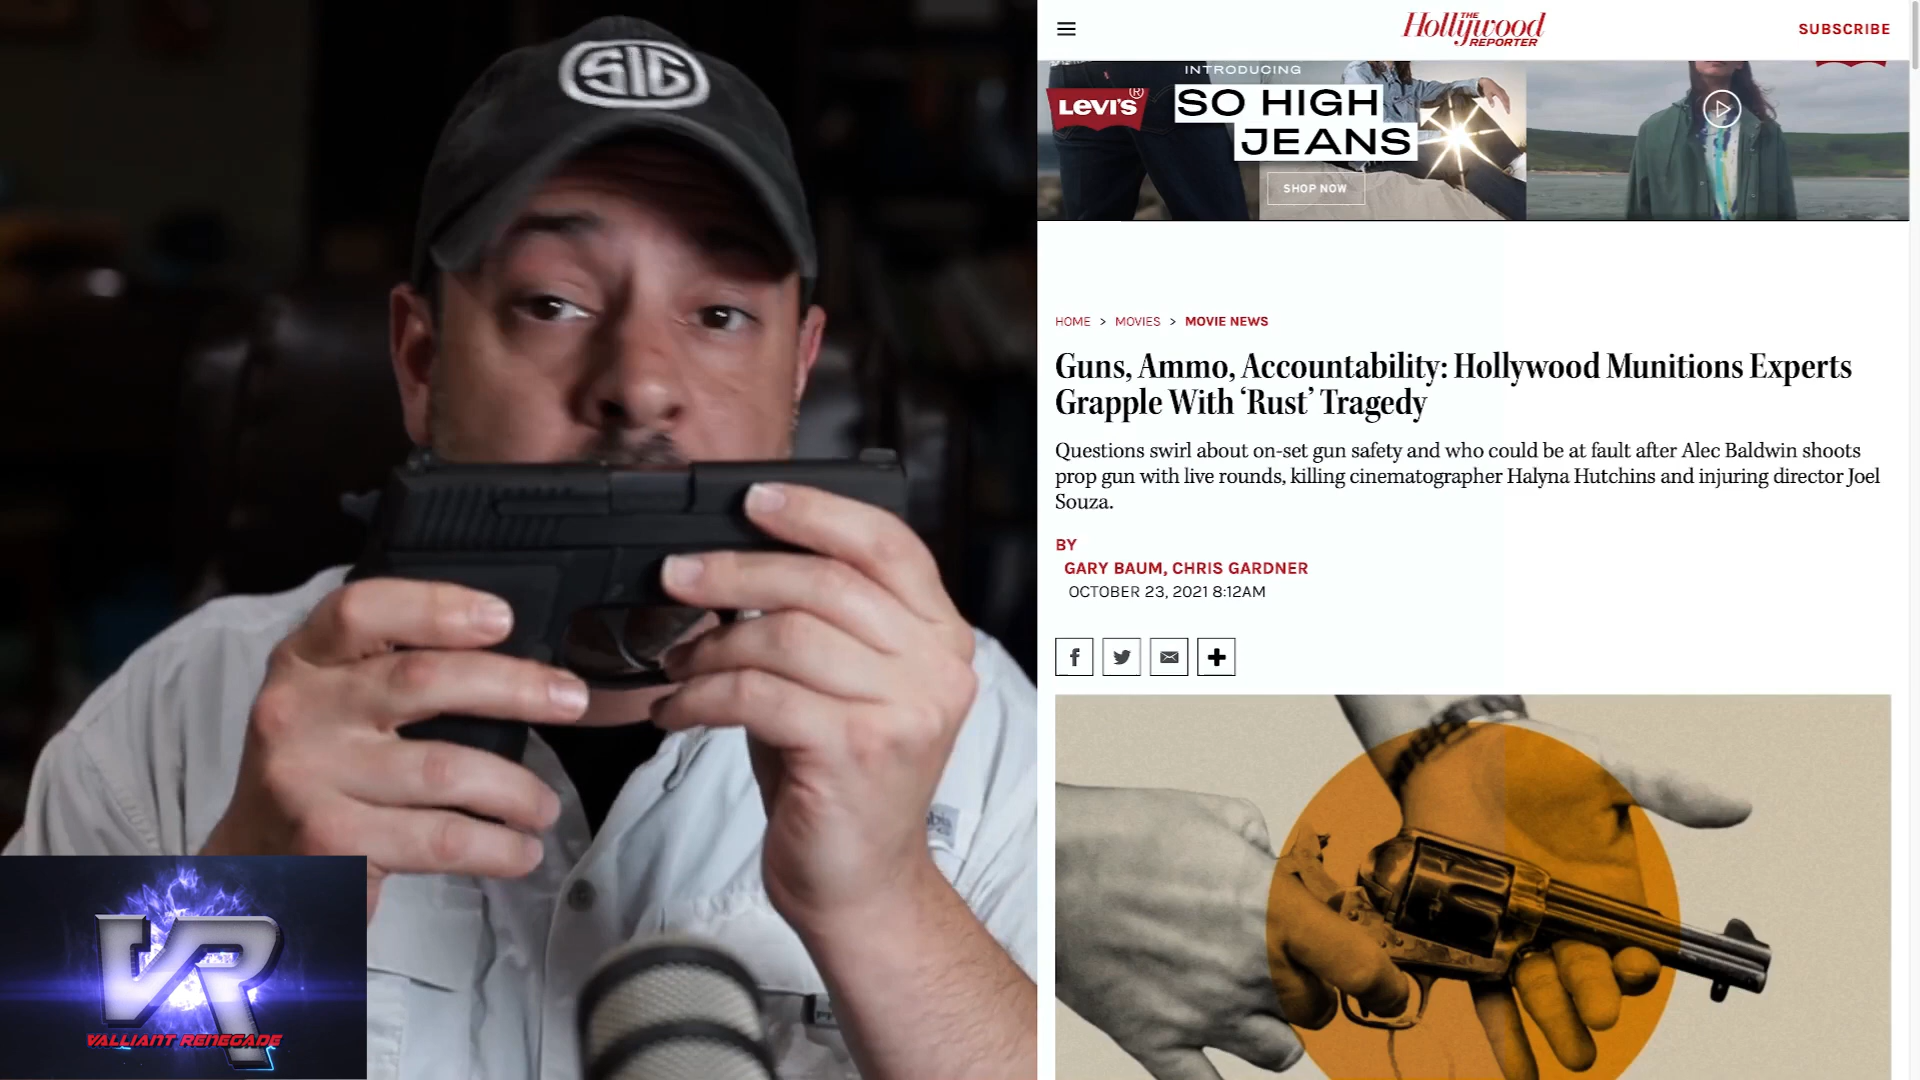 SIG
VR
VALLIANT RENEGADE
THE
Hollywood
REPORTER
SUBSCRIBE
LEVI'S®
INTRODUCING
SO HIGH
JEANS
SHOP NOW
HOME > MOVIES > MOVIE NEWS
Guns, Ammo, Accountability: Hollywood Munitions Experts
Grapple With ‘Rust’ Tragedy
Questions swirl about on-set gun safety and who could be at fault after Alec Baldwin shoots
prop gun with live rounds, killing cinematographer Halyna Hutchins and injuring director Joel
Souza.
BY
GARY BAUM, CHRIS GARDNER
OCTOBER 23, 2021 8:12AM